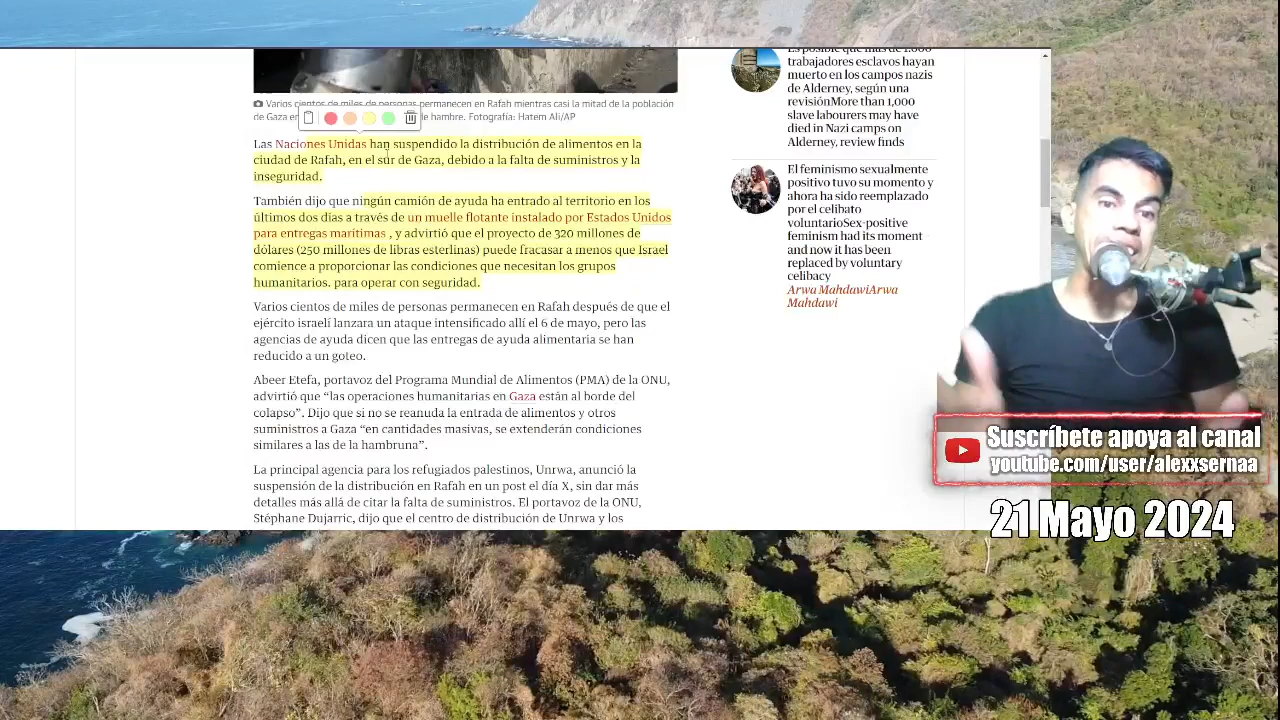 Varios cientos de miles de personas permanecen en Rafah mientras casi la mitad de la población
de Gaza en de hambre. Fotografía: Hatem Ali/AP
Las Naciones Unidas han suspendido la distribución de alimentos en la
ciudad de Rafah, en el sur de Gaza, debido a la falta de suministros y la
inseguridad.
También dijo que ningún camión de ayuda ha entrado al territorio en los
últimos dos días a través de un muelle flotante instalado por Estados Unidos
para entregas marítimas , y advirtió que el proyecto de 320 millones de
dólares (250 millones de libras esterlinas) puede fracasar a menos que Israel
comience a proporcionar las condiciones que necesitan los grupos
humanitarios. para operar con seguridad.
Varios cientos de miles de personas permanecen en Rafah después de que el
ejército israelí lanzara un ataque intensificado allí el 6 de mayo, pero las
agencias de ayuda dicen que las entregas de ayuda alimentaria se han
reducido a un goteo.
Abeer Etefa, portavoz del Programa Mundial de Alimentos (PMA) de la ONU,
advirtió que “las operaciones humanitarias en Gaza están al borde del
colapso”. Dijo que si no se reanuda la entrada de alimentos y otros
suministros a Gaza “en cantidades masivas, se extenderán condiciones
similares a las de la hambruna”.
La principal agencia para los refugiados palestinos, Unrwa, anunció la
suspensión de la distribución en Rafah en un post el día X, sin dar más
detalles más allá de citar la falta de suministros. El portavoz de la ONU,
Stéphane Dujarric, dijo que el centro de distribución de Unrwa y los
Es posible que más de 1.000
trabajadores esclavos hayan
muerto en los campos nazis
de Alderney, según una
revisiónMore than 1,000
slave labourers may have
died in Nazi camps on
Alderney, review finds
El feminismo sexualmente
positivo tuvo su momento y
ahora ha sido reemplazado
por el celibato
voluntarioSex-positive
feminism had its moment
– and now it has been
replaced by voluntary
celibacy
Arwa MahdawiArwa
Mahdawi
Suscríbete apoya al canal
youtube.com/user/alexxsernaa
21 Mayo 2024